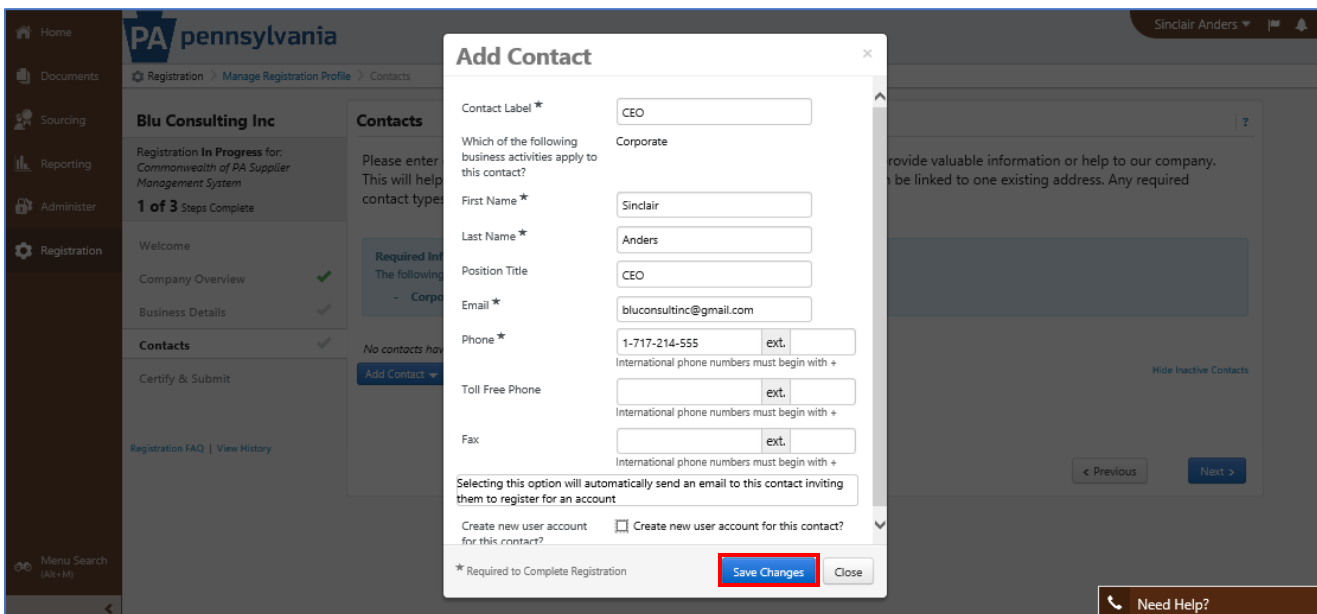 Home
PA pennsylvania
Sinclair Anders
Documents
Registration > Manage Registration Profile > Contacts
Sourcing
Reporting
Administer
Registration
Menu Search
(Alt+M)
Blu Consulting Inc
Registration In Progress for:
Commonwealth of PA Supplier
Management System
1 of 3 Steps Complete
Welcome
Company Overview
Business Details
Contacts
Certify & Submit
Registration FAQ | View History
Contacts
?
Please enter
rovide valuable information or help to our company.
This will help
be linked to one existing address. Any required
contact types
Required Inf
The following
- Corpo
No contacts hav
Add Contact
Hide Inactive Contacts
< Previous
Next >
Add Contact
×
Contact Label ★
CEO
Which of the following
business activities apply to
this contact?
Corporate
First Name ★
Sinclair
Last Name ★
Anders
Position Title
CEO
Email ★
bluconsultinc@gmail.com
Phone ★
1-717-214-555 ext.
International phone numbers must begin with +
Toll Free Phone
ext.
International phone numbers must begin with +
Fax
ext.
International phone numbers must begin with +
Selecting this option will automatically send an email to this contact inviting
them to register for an account
Create new user account
for this contact?
Create new user account for this contact?
★ Required to Complete Registration
Save Changes
Close
Need Help?